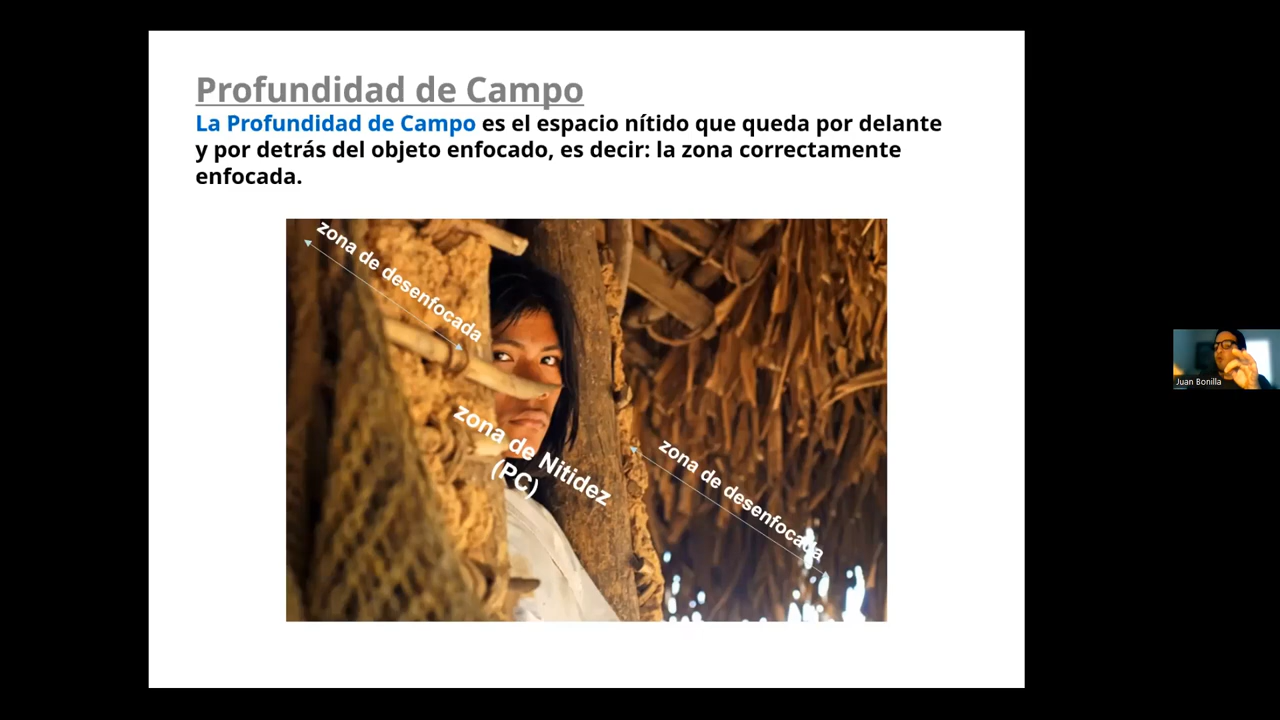 Profundidad de Campo
La Profundidad de Campo es el espacio nítido que queda por delante
y por detrás del objeto enfocado, es decir: la zona correctamente
enfocada.
zona de desenfocada
zona de Nitidez
(PC)
zona de desenfocada
Juan Bonilla